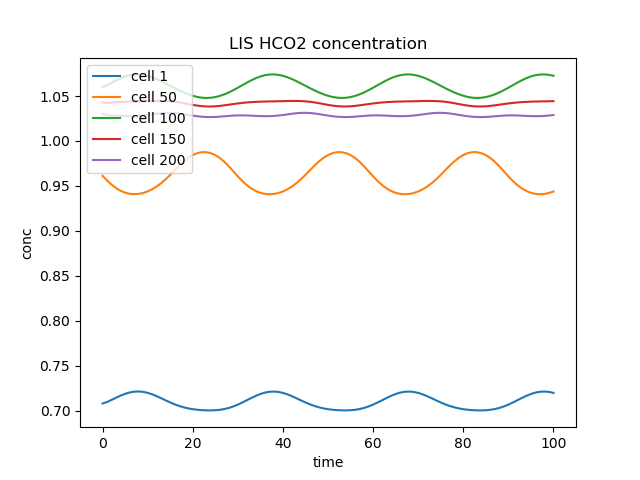 LIS HCO2 concentration
cell 1
cell 50
cell 100
cell 150
cell 200
1.05
1.00
0.95
0.90
0.85
0.80
0.75
0.70
conc
0 20 40 60 80 100
time